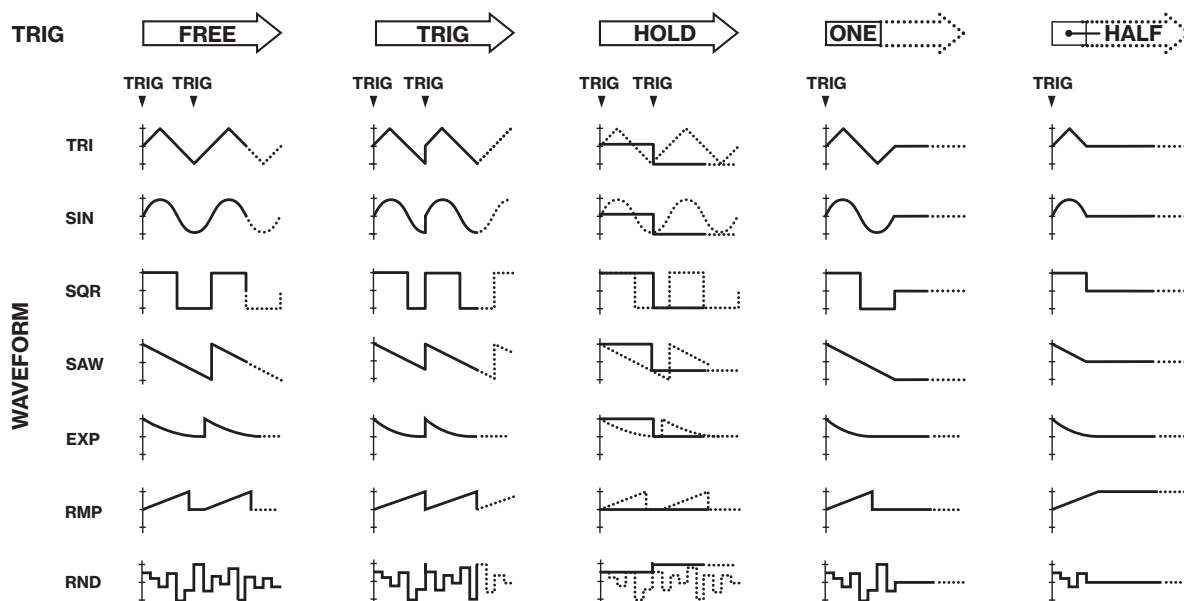 TRIG FREE TRIG HOLD ONE HALF
TRIG TRIG TRIG TRIG TRIG TRIG TRIG TRIG
WAVEFORM
TRI
SIN
SQR
SAW
EXP
RMP
RND